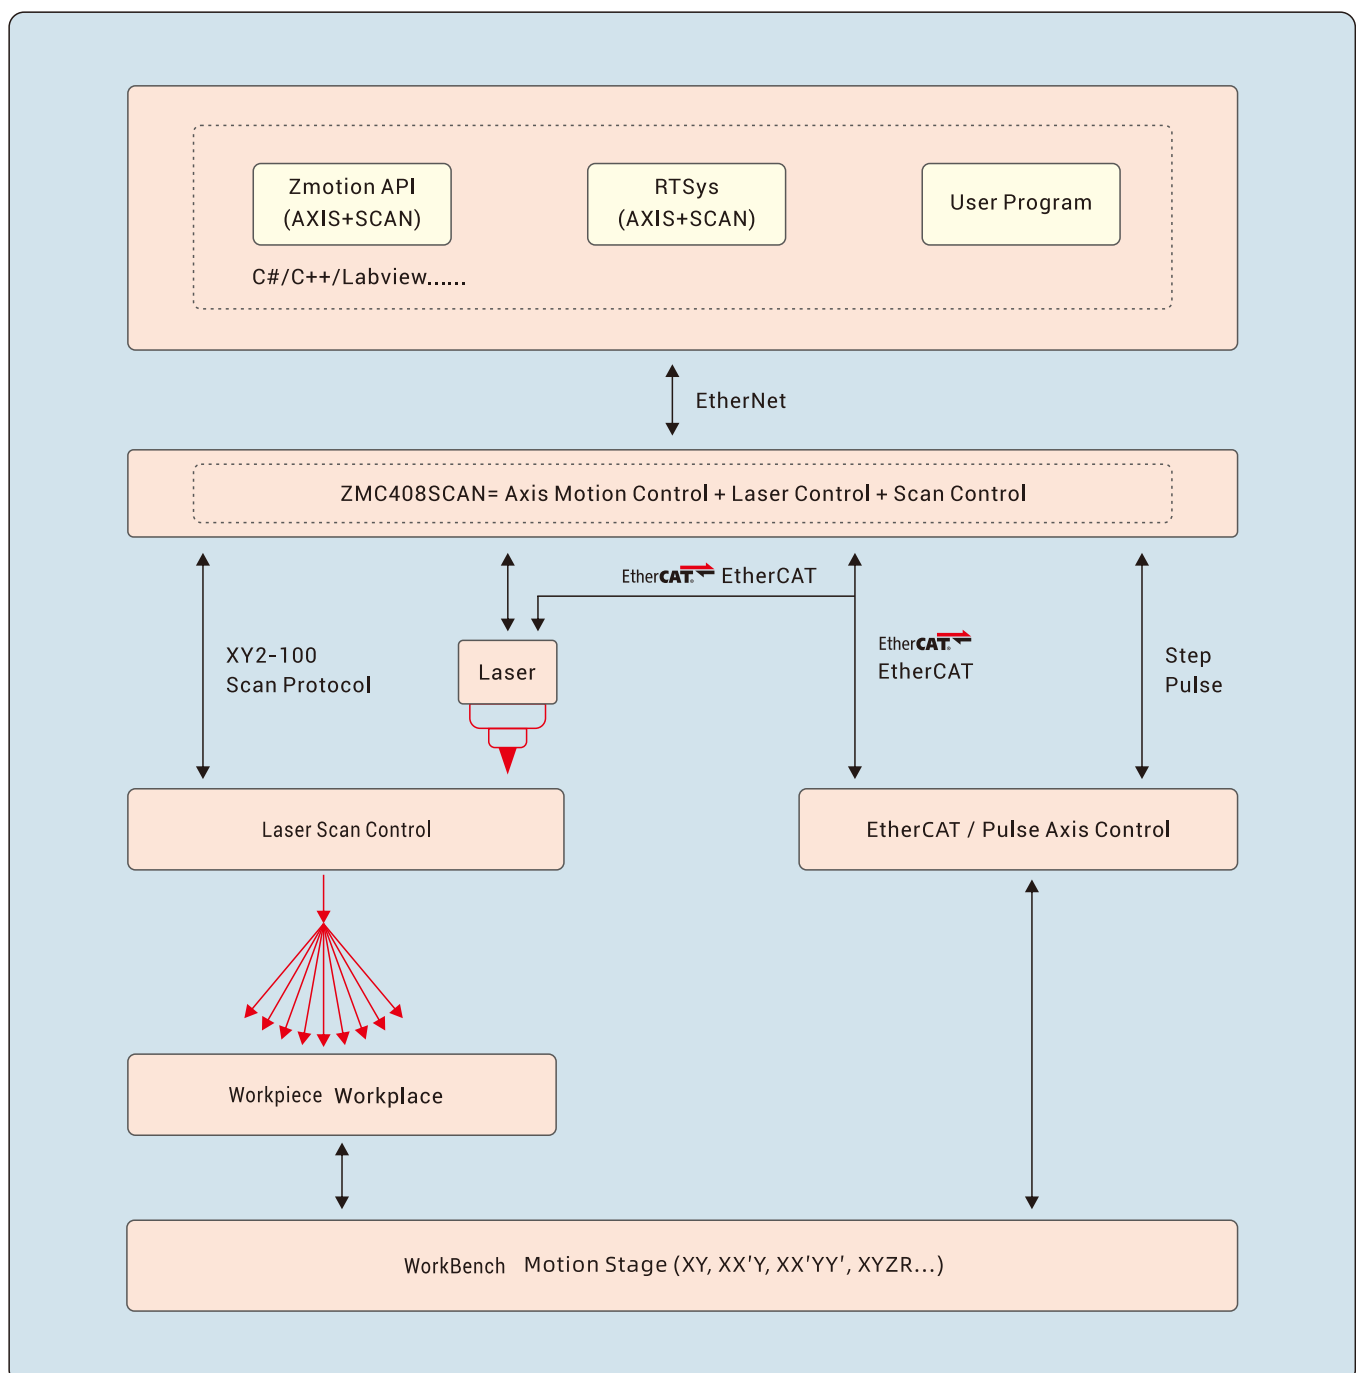 Zmotion API
(AXIS+SCAN)
RTSys
(AXIS+SCAN)
User Program
C#/C++/Labview......
EtherNet
ZMC408SCAN= Axis Motion Control + Laser Control + Scan Control
EtherCAT® EtherCAT
XY2-100
Scan Protocol
Laser
EtherCAT®
EtherCAT
Step
Pulse
Laser Scan Control
EtherCAT / Pulse Axis Control
Workpiece Workplace
WorkBench Motion Stage (XY, XX'Y, XX'YY', XYZR...)